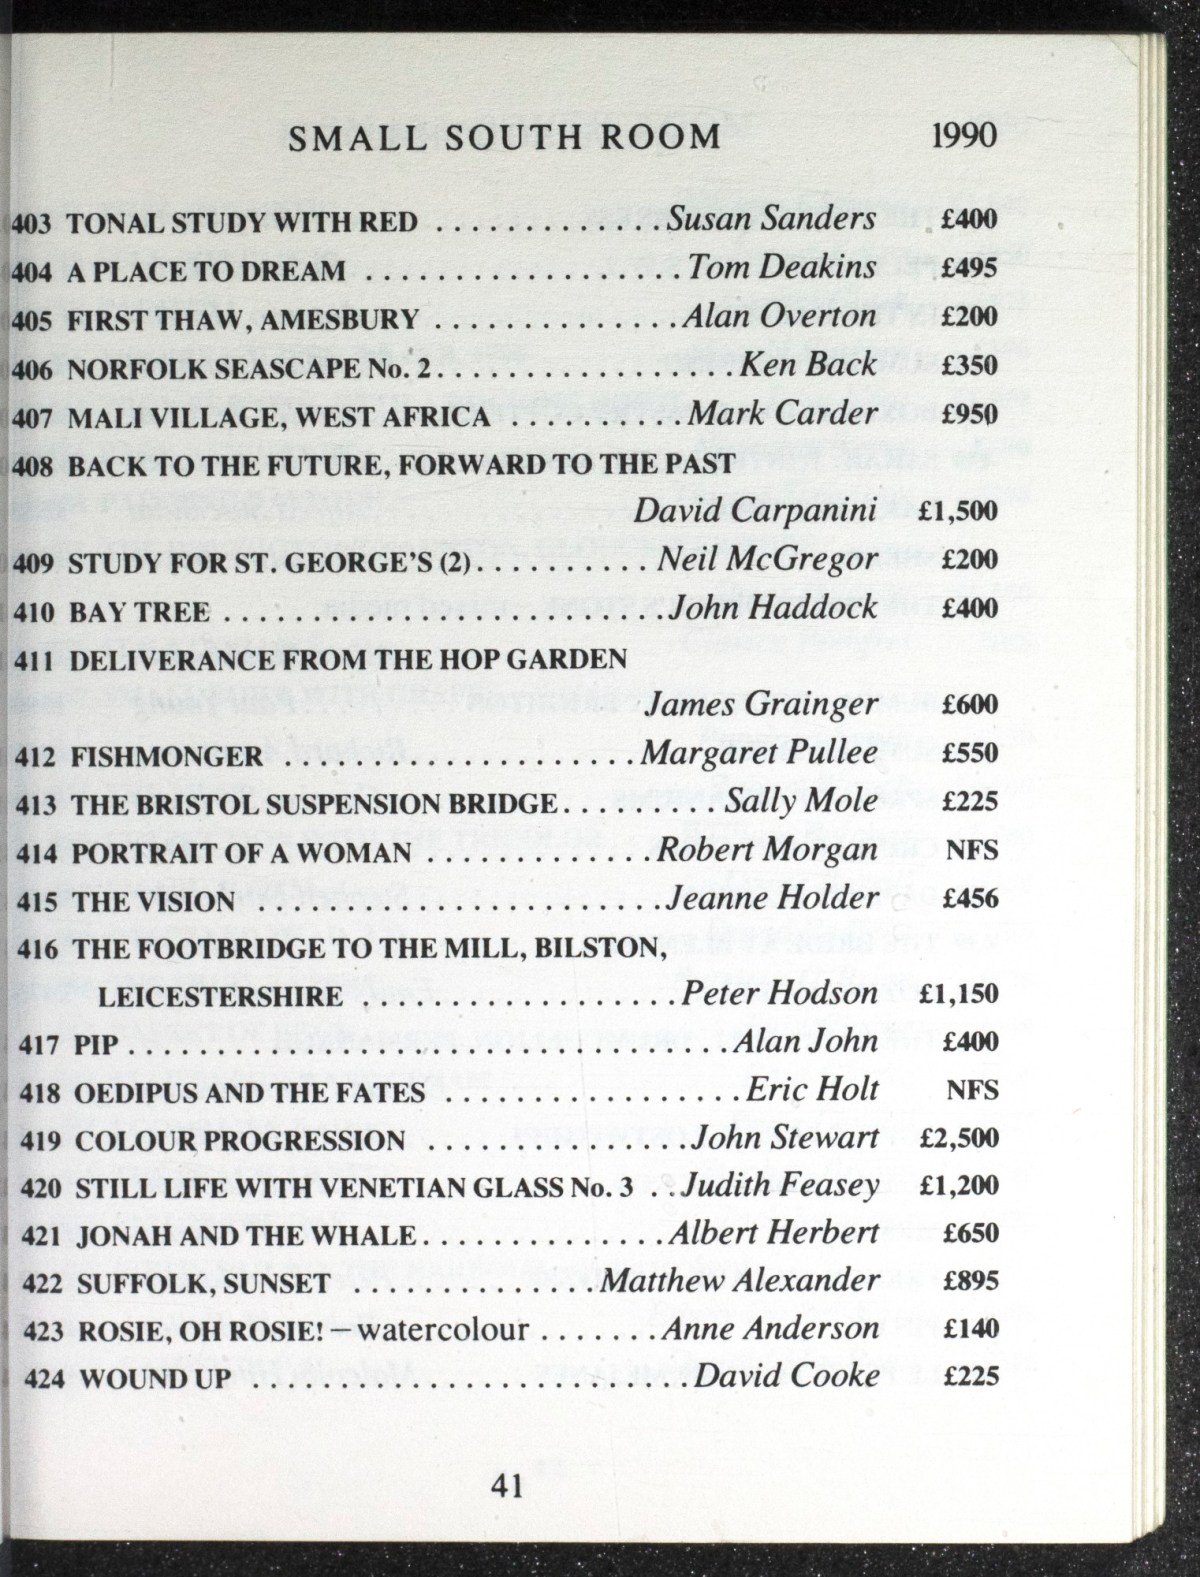 SMALL SOUTH ROOM 1990
403 TONAL STUDY WITH RED . . . . . . . . . . . . . Susan Sanders £400
404 A PLACE TO DREAM . . . . . . . . . . . . . . . . . . Tom Deakins £495
405 FIRST THAW, AMESBURY . . . . . . . . . . . . . . Alan Overton £200
406 NORFOLK SEASCAPE No. 2 . . . . . . . . . . . . . . . . . Ken Back £350
407 MALI VILLAGE, WEST AFRICA . . . . . . . . . . Mark Carder £950
408 BACK TO THE FUTURE, FORWARD TO THE PAST
David Carpanini £1,500
409 STUDY FOR ST. GEORGE'S (2) . . . . . . . . . . Neil McGregor £200
410 BAY TREE . . . . . . . . . . . . . . . . . . . . . . . . . . John Haddock £400
411 DELIVERANCE FROM THE HOP GARDEN
James Grainger £600
412 FISHMONGER . . . . . . . . . . . . . . . . . . . . Margaret Pullee £550
413 THE BRISTOL SUSPENSION BRIDGE . . . . . . . . . Sally Mole £225
414 PORTRAIT OF A WOMAN . . . . . . . . . . . . . Robert Morgan NFS
415 THE VISION . . . . . . . . . . . . . . . . . . . . . . . Jeanne Holder £456
416 THE FOOTBRIDGE TO THE MILL, BILSTON,
LEICESTERSHIRE . . . . . . . . . . . . . . . . . . Peter Hodson £1,150
417 PIP . . . . . . . . . . . . . . . . . . . . . . . . . . . . . . . . . . Alan John £400
418 OEDIPUS AND THE FATES . . . . . . . . . . . . . . . . . Eric Holt NFS
419 COLOUR PROGRESSION . . . . . . . . . . . . . . . John Stewart £2,500
420 STILL LIFE WITH VENETIAN GLASS No. 3 . . Judith Feasey £1,200
421 JONAH AND THE WHALE . . . . . . . . . . . . . . Albert Herbert £650
422 SUFFOLK, SUNSET . . . . . . . . . . . . . . Matthew Alexander £895
423 ROSIE, OH ROSIE! – watercolour . . . . . . . Anne Anderson £140
424 WOUND UP . . . . . . . . . . . . . . . . . . . . . . . . . David Cooke £225
41